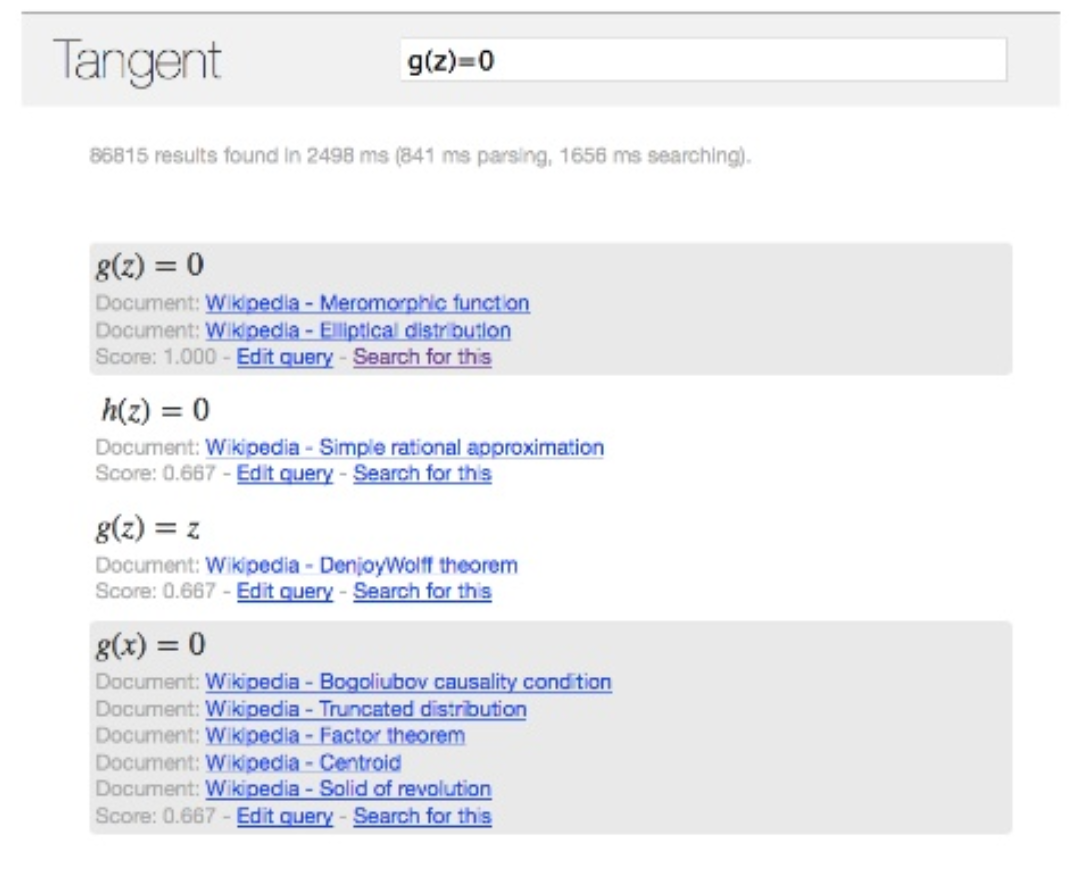 Tangent
g(z)=0
86815 results found in 2498 ms (841 ms parsing, 1656 ms searching).
g(z) = 0
Document: Wikipedia - Meromorphic function
Document: Wikipedia - Elliptical distribution
Score: 1.000 - Edit query - Search for this
h(z) = 0
Document: Wikipedia - Simple rational approximation
Score: 0.667 - Edit query - Search for this
g(z) = z
Document: Wikipedia - DenjoyWolff theorem
Score: 0.667 - Edit query - Search for this
g(x) = 0
Document: Wikipedia - Bogoliubov causality condition
Document: Wikipedia - Truncated distribution
Document: Wikipedia - Factor theorem
Document: Wikipedia - Centroid
Document: Wikipedia - Solid of revolution
Score: 0.667 - Edit query - Search for this